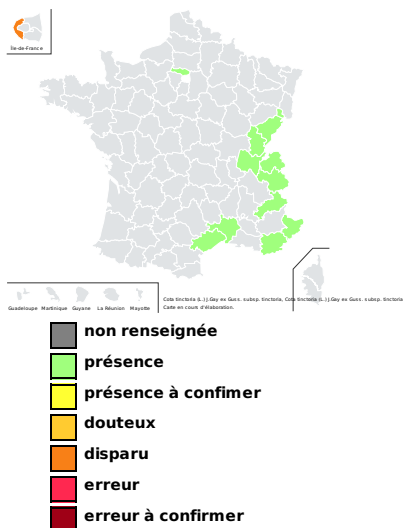 Île-de-France
Guadeloupe Martinique Guyane La Réunion Mayotte
Cota tinctoria (L.) J.Gay ex Guss. subsp. tinctoria, Cota tinctoria (L.) J.Gay ex Guss. subsp. tinctoria
Carte en cours d'élaboration.
non renseignée
présence
présence à confimer
douteux
disparu
erreur
erreur à confirmer